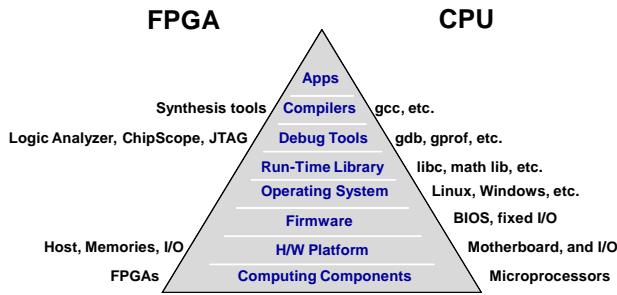 FPGA CPU
Apps
Synthesis tools Compilers gcc, etc.
Logic Analyzer, ChipScope, JTAG Debug Tools gdb, gprof, etc.
Run-Time Library libc, math lib, etc.
Operating System Linux, Windows, etc.
Firmware BIOS, fixed I/O
Host, Memories, I/O H/W Platform Motherboard, and I/O
FPGAs Computing Components Microprocessors